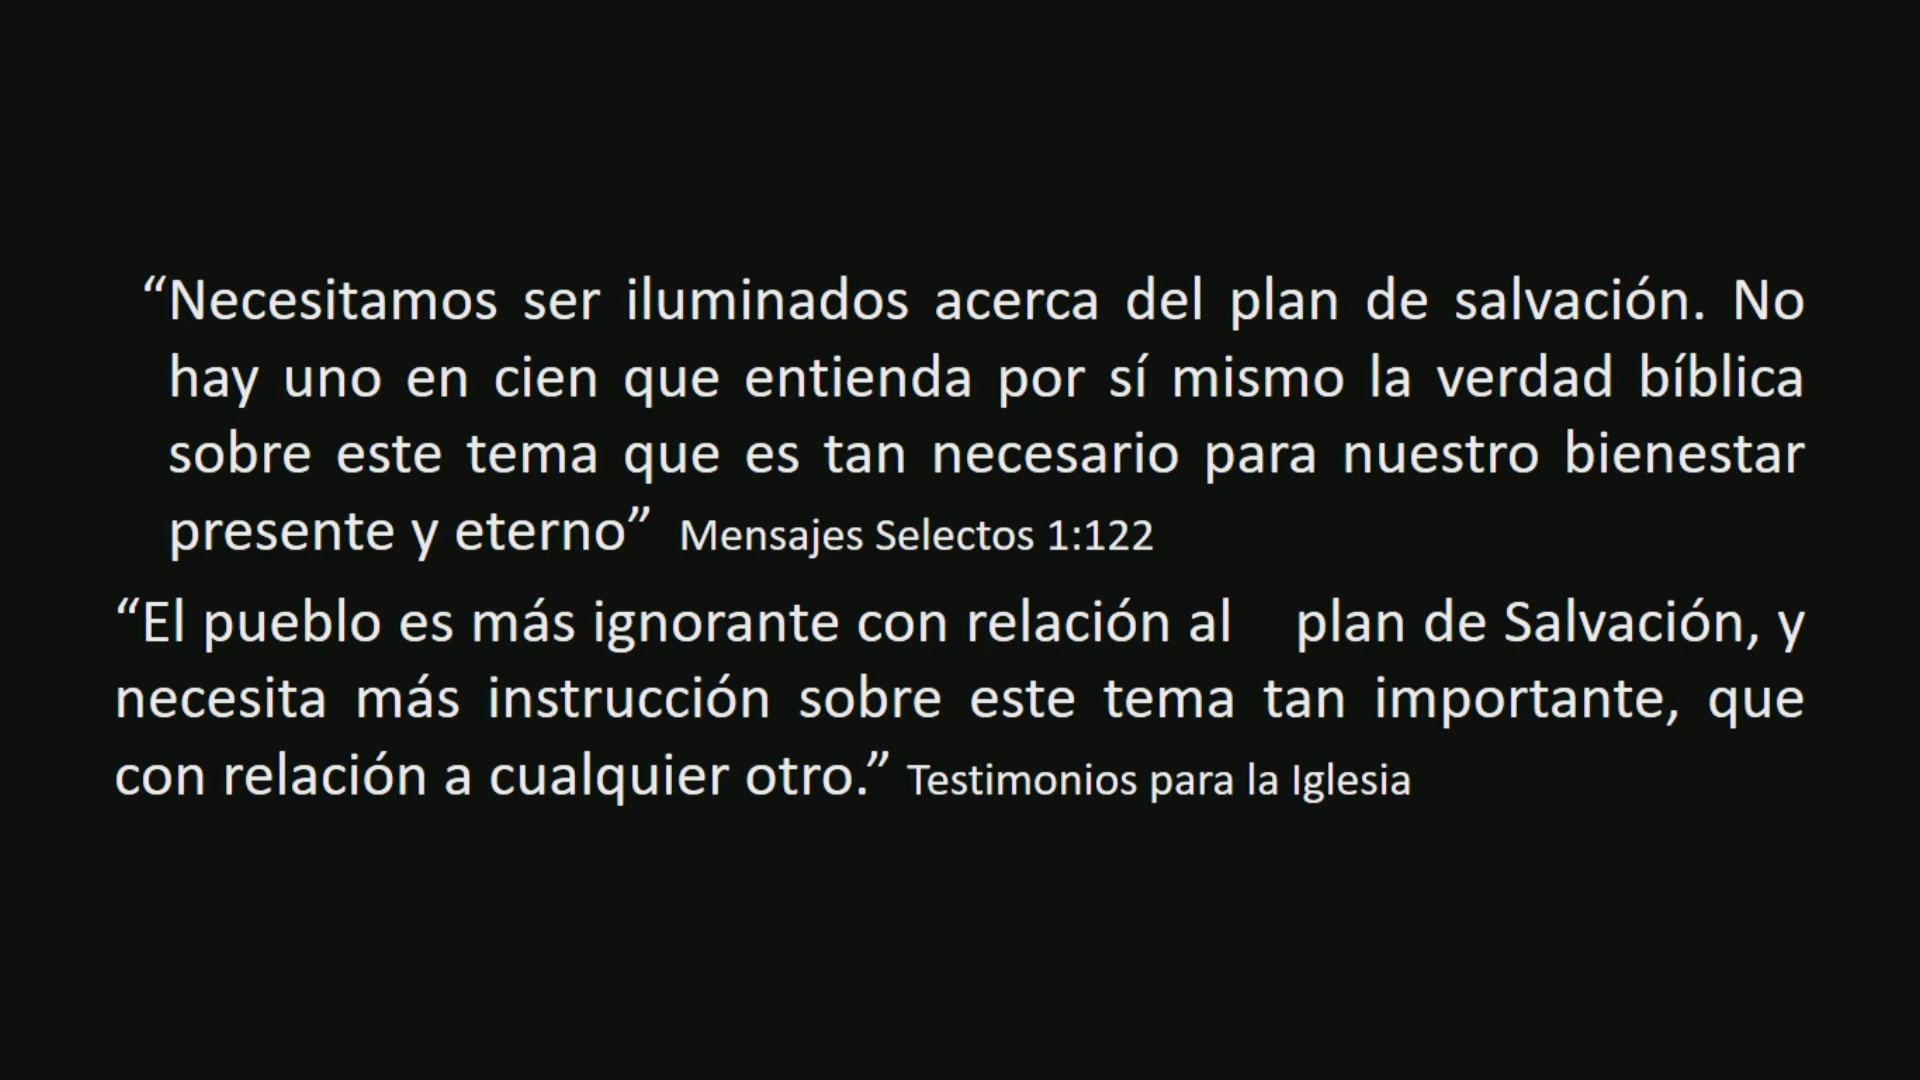 “Necesitamos ser iluminados acerca del plan de salvación. No
hay uno en cien que entienda por sí mismo la verdad bíblica
sobre este tema que es tan necesario para nuestro bienestar
presente y eterno” Mensajes Selectos 1:122
“El pueblo es más ignorante con relación al plan de Salvación, y
necesita más instrucción sobre este tema tan importante, que
con relación a cualquier otro.” Testimonios para la Iglesia